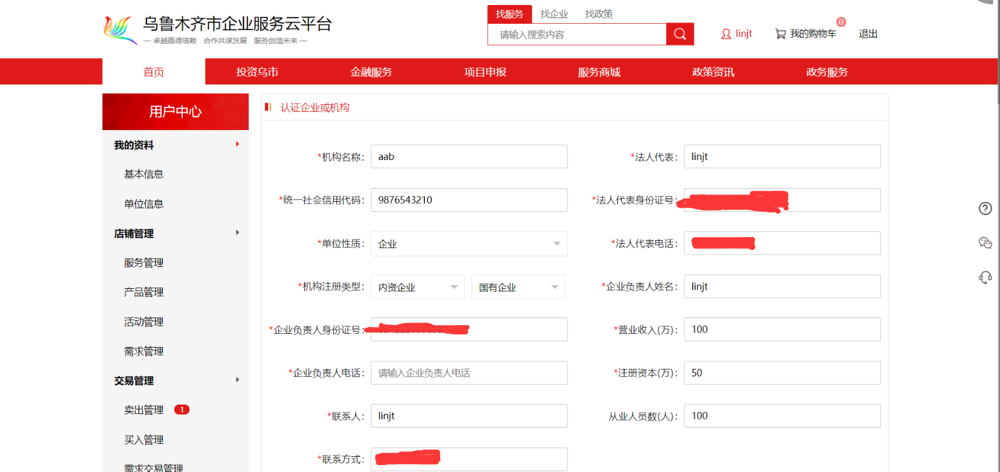 找服务 找企业 找政策
乌鲁木齐市企业服务云平台
— 卓越赢得信赖 合作共谋发展 服务创造未来 —
请输入搜索内容
linjt
0
我的购物车
退出
首页 投资乌市 金融服务 项目申报 服务商城 政策资讯 政务服务
用户中心
我的资料
基本信息
单位信息
店铺管理
服务管理
产品管理
活动管理
需求管理
交易管理
卖出管理 1
买入管理
需求交易管理
认证企业或机构
*机构名称: aab
*法人代表: linjt
*统一社会信用代码: 9876543210
*法人代表身份证号:
*单位性质: 企业
*法人代表电话:
*机构注册类型: 内资企业 国有企业
*企业负责人姓名: linjt
*企业负责人身份证号:
*营业收入(万): 100
*企业负责人电话: 请输入企业负责人电话
*注册资本(万): 50
*联系人: linjt
从业人员数(人): 100
*联系方式: